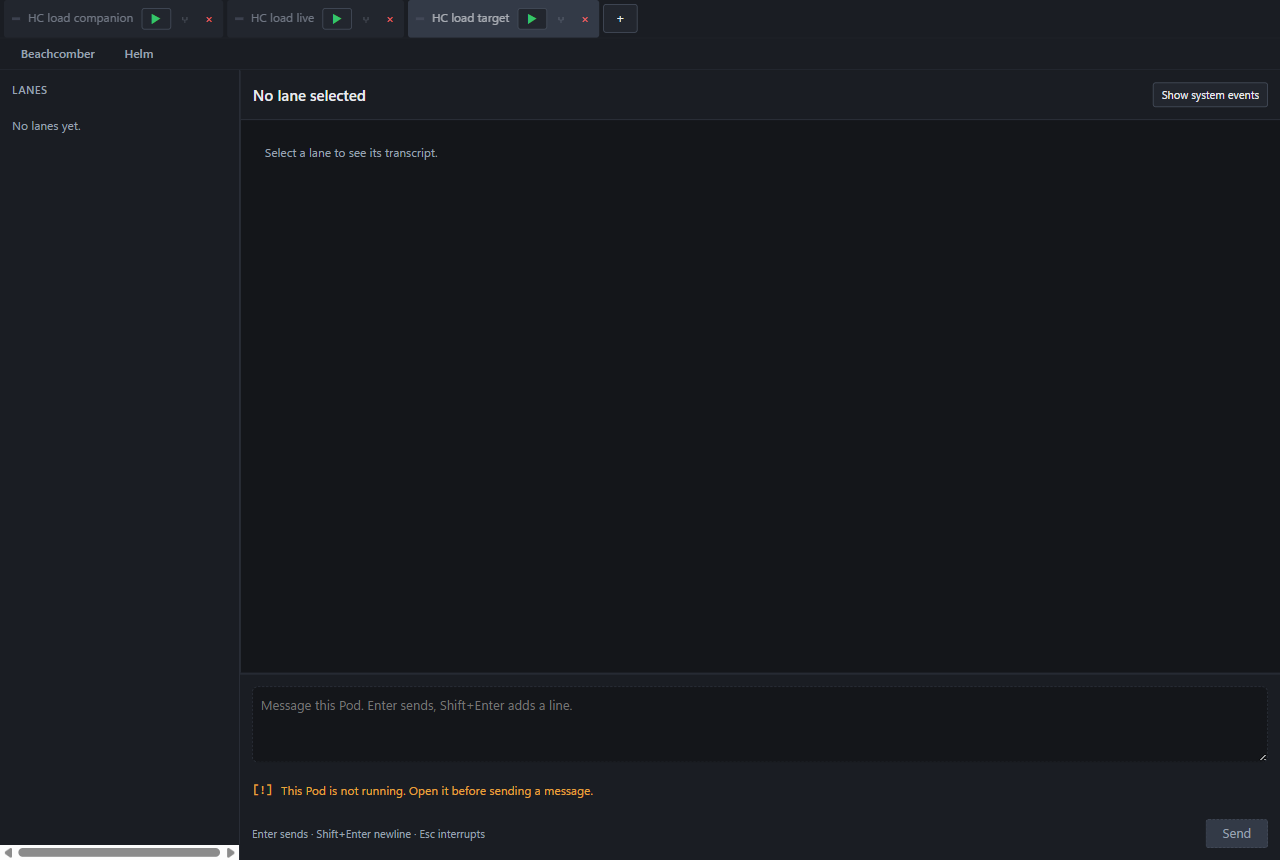 HC load companion
HC load live
HC load target
+
Beachcomber
Helm
LANES
No lanes yet.
No lane selected
Show system events
Select a lane to see its transcript.
Message this Pod. Enter sends, Shift+Enter adds a line.
[!] This Pod is not running. Open it before sending a message.
Enter sends · Shift+Enter newline · Esc interrupts
Send